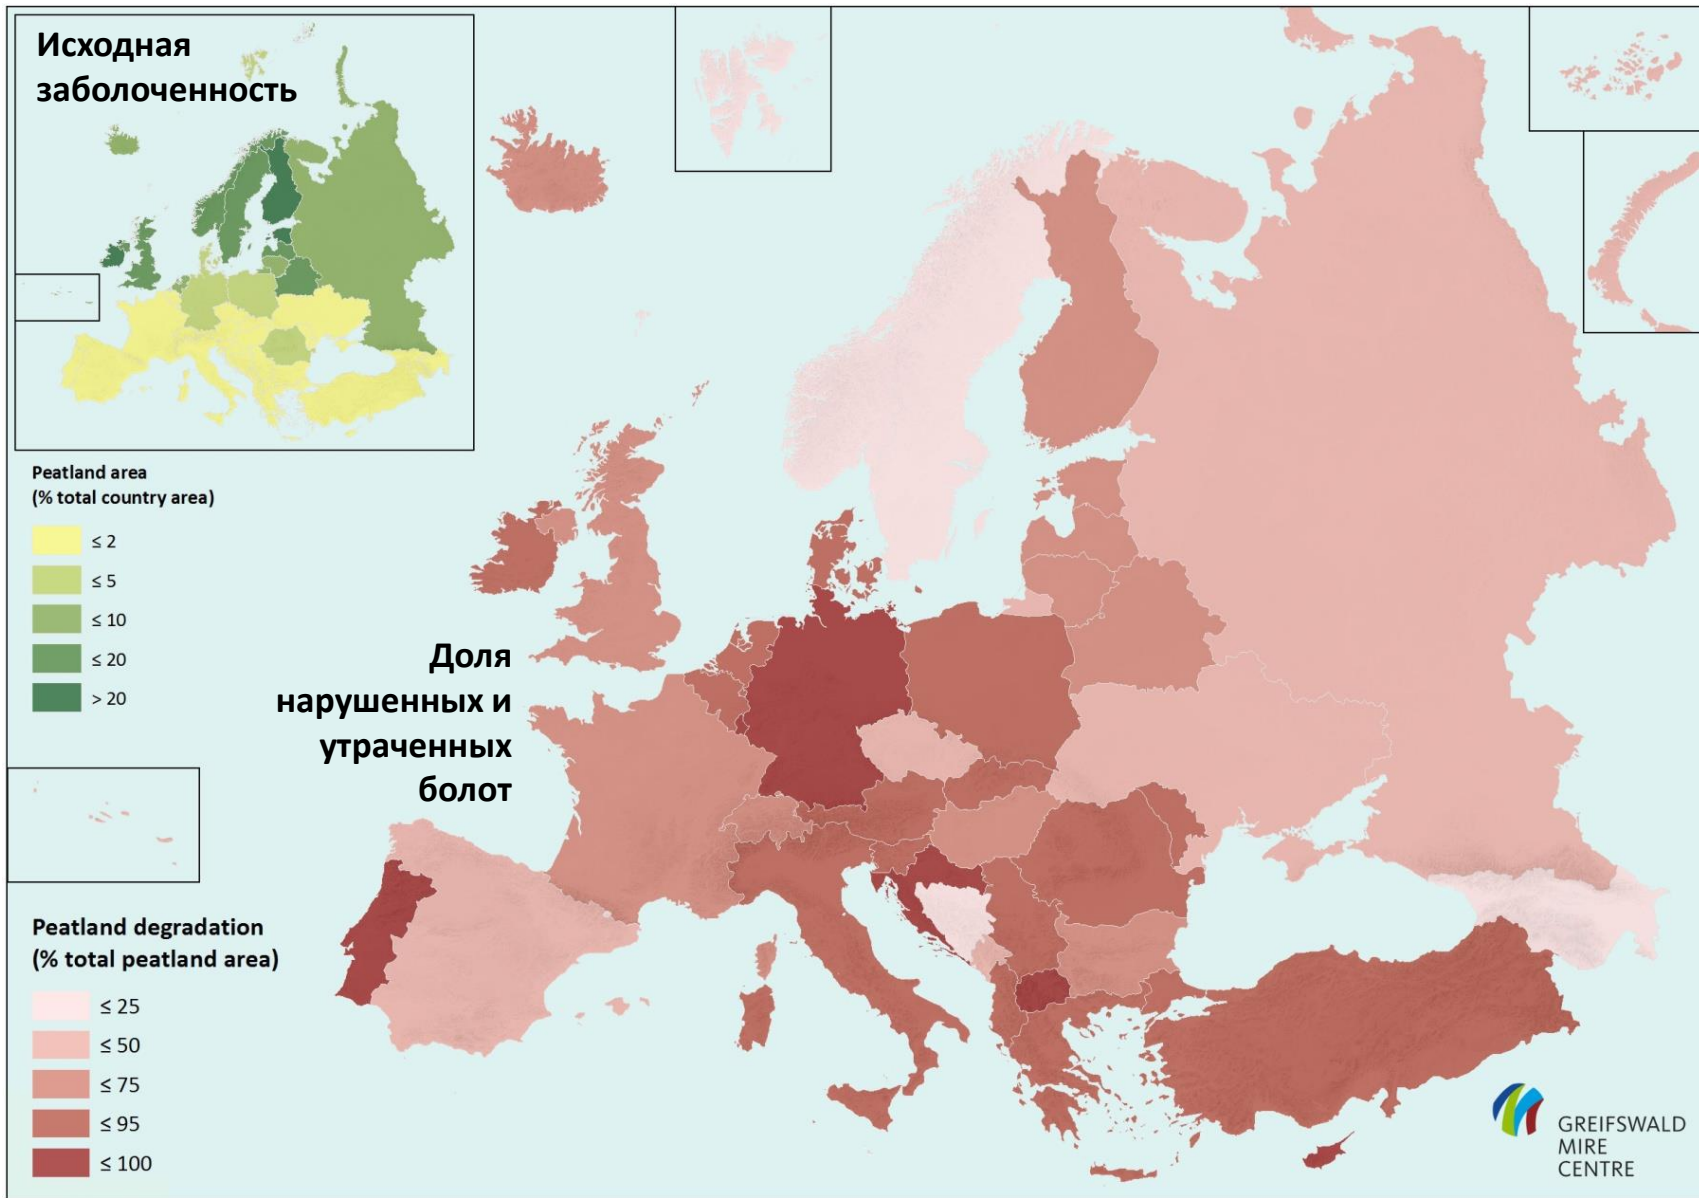 Исходная
заболоченность
Peatland area
(% total country area)
≤ 2
≤ 5
≤ 10
≤ 20
> 20
Доля
нарушенных и
утраченных
болот
Peatland degradation
(% total peatland area)
≤ 25
≤ 50
≤ 75
≤ 95
≤ 100
GREIFSWALD
MIRE
CENTRE